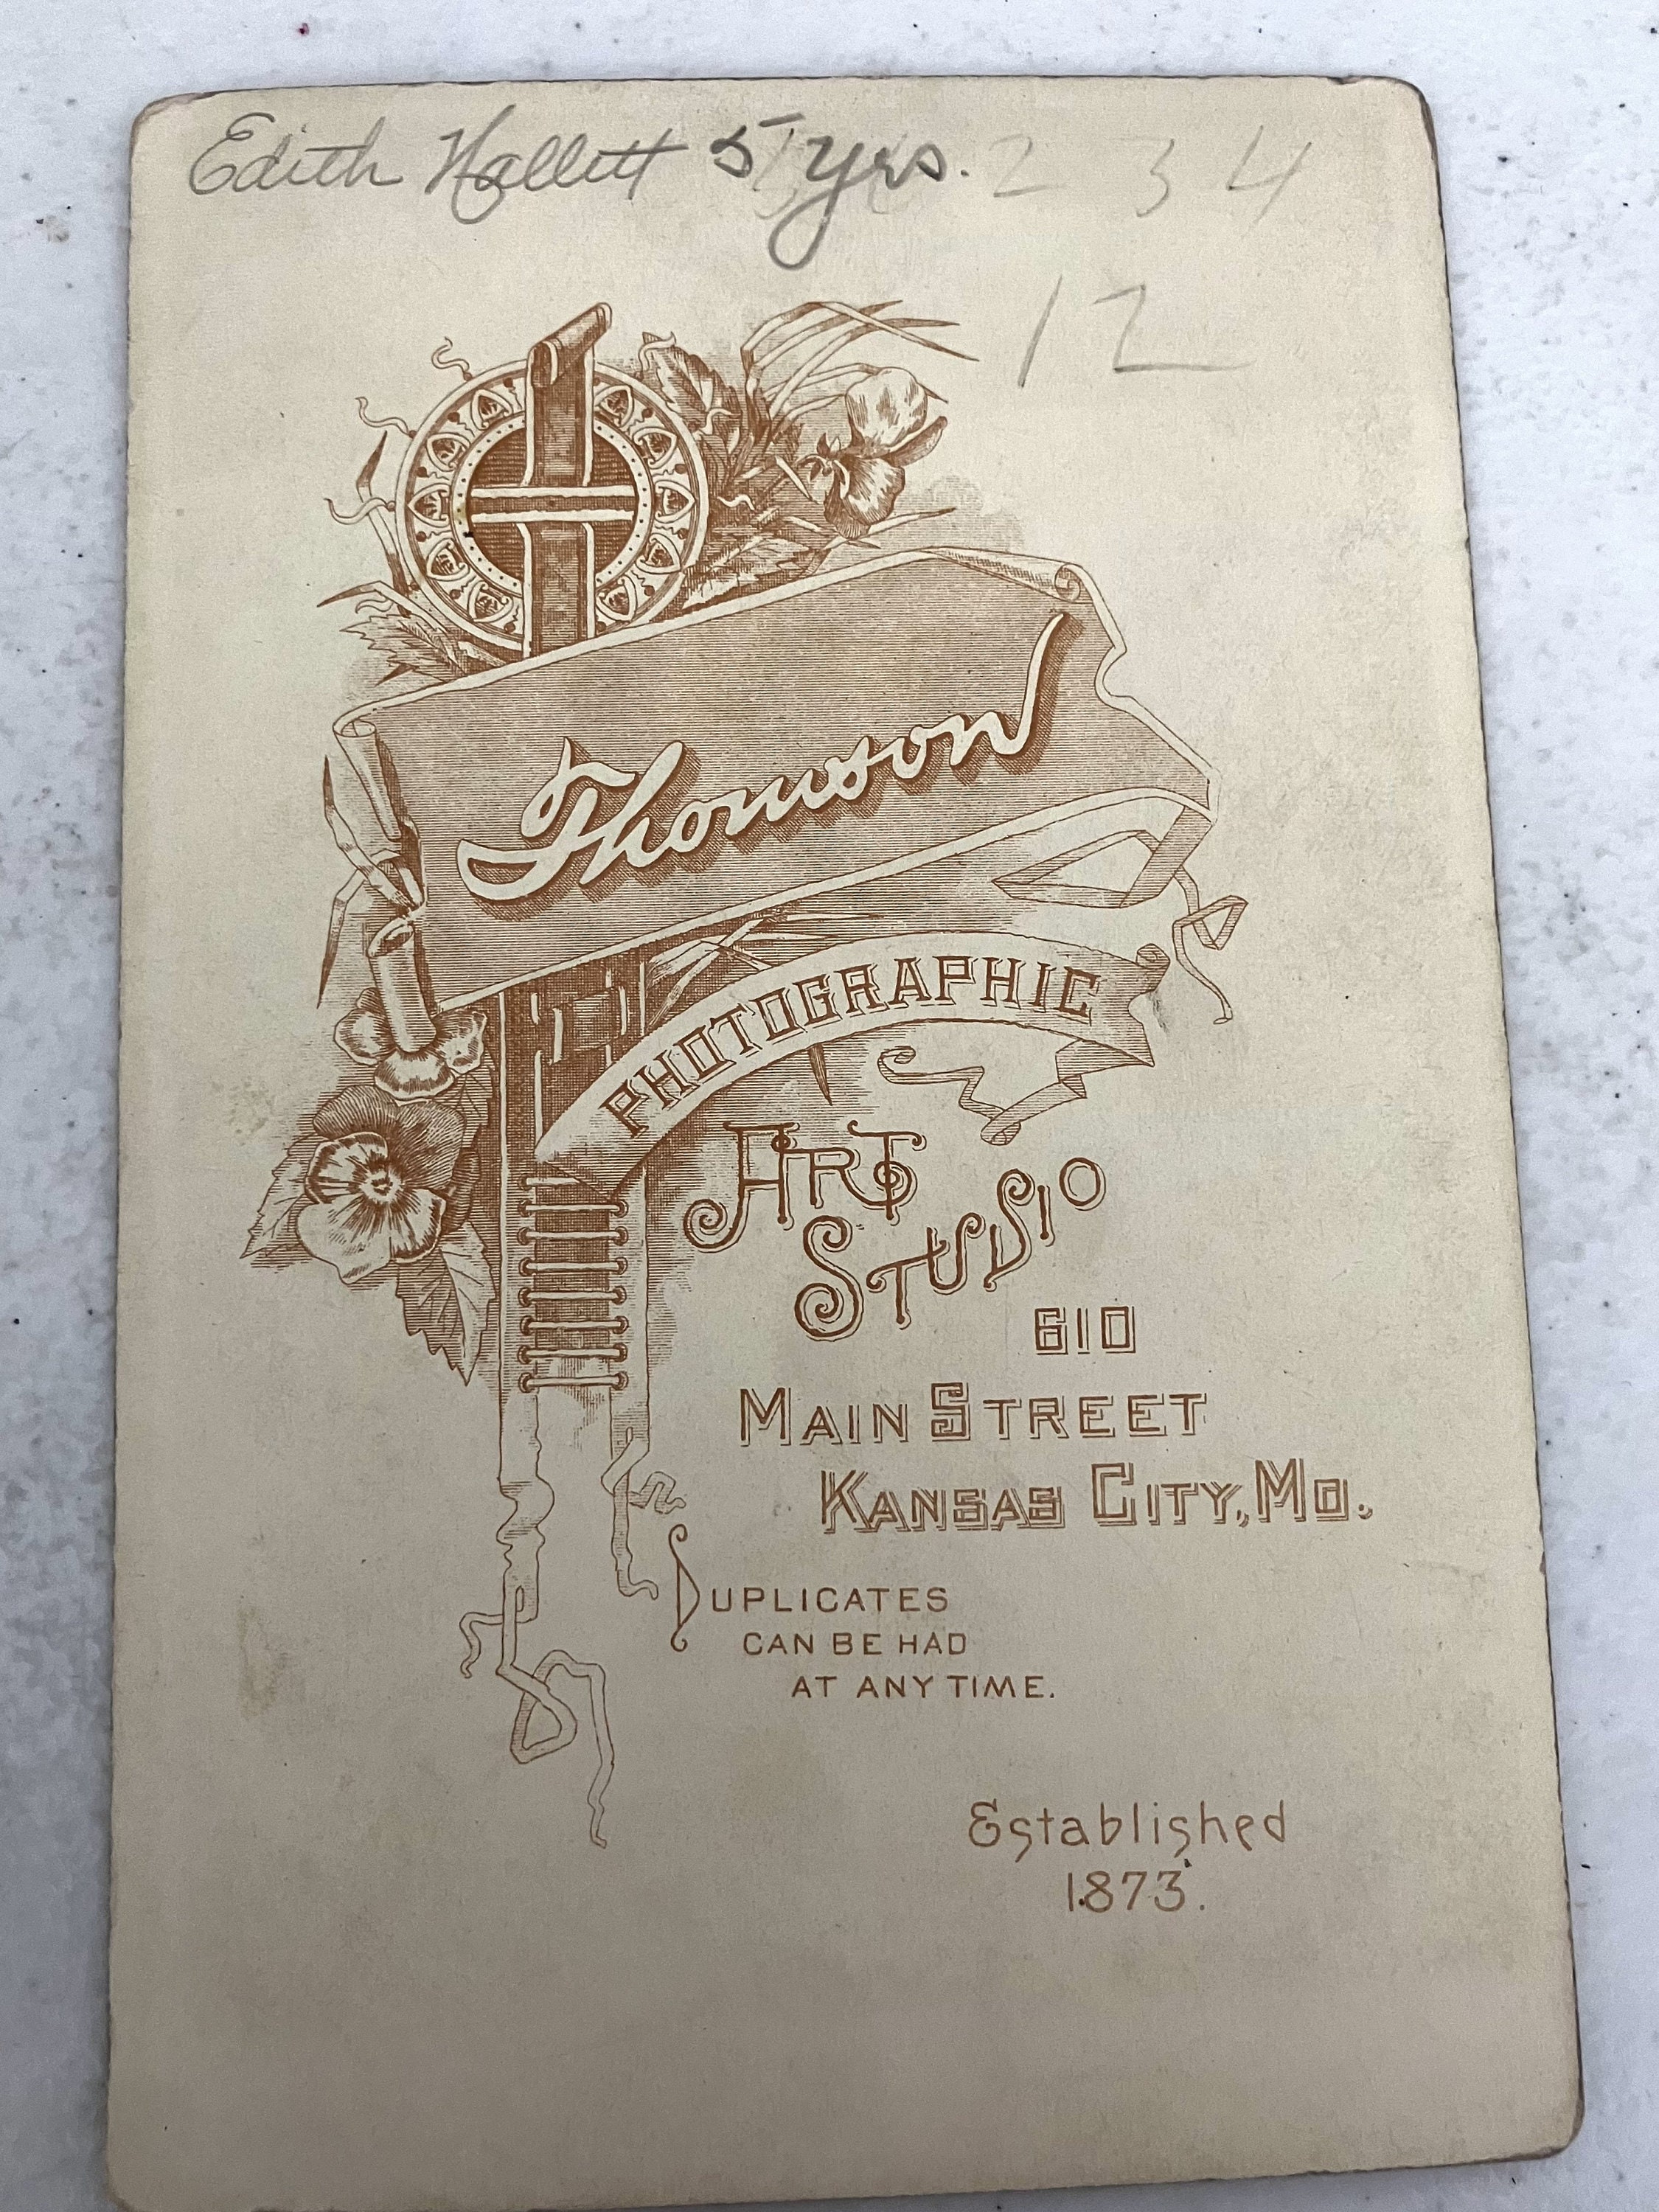 Edith Hallett 5 yrs. 2 3 4
12
Thomson
PHOTOGRAPHIC
ART
STUDIO
610
MAIN STREET
KANSAS CITY, MO.
DUPLICATES
CAN BE HAD
AT ANY TIME.
Established
1873.